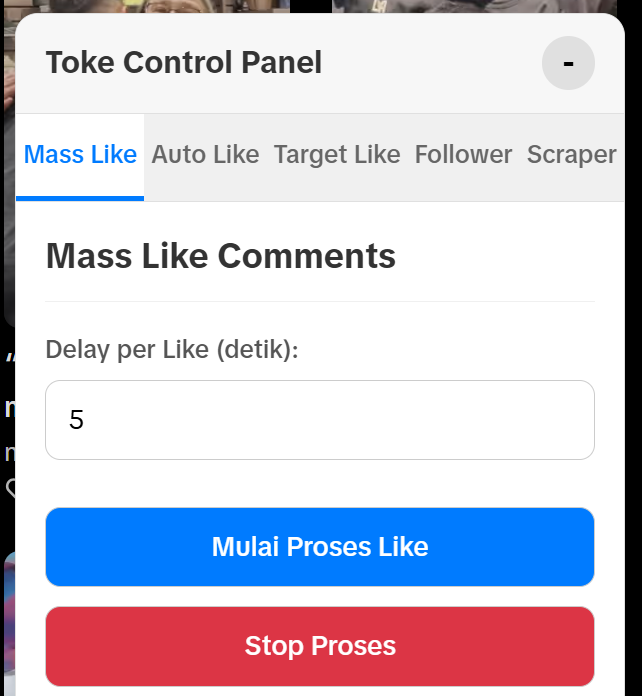 Toke Control Panel
-
Mass Like Auto Like Target Like Follower Scraper
Mass Like Comments
Delay per Like (detik):
5
Mulai Proses Like
Stop Proses